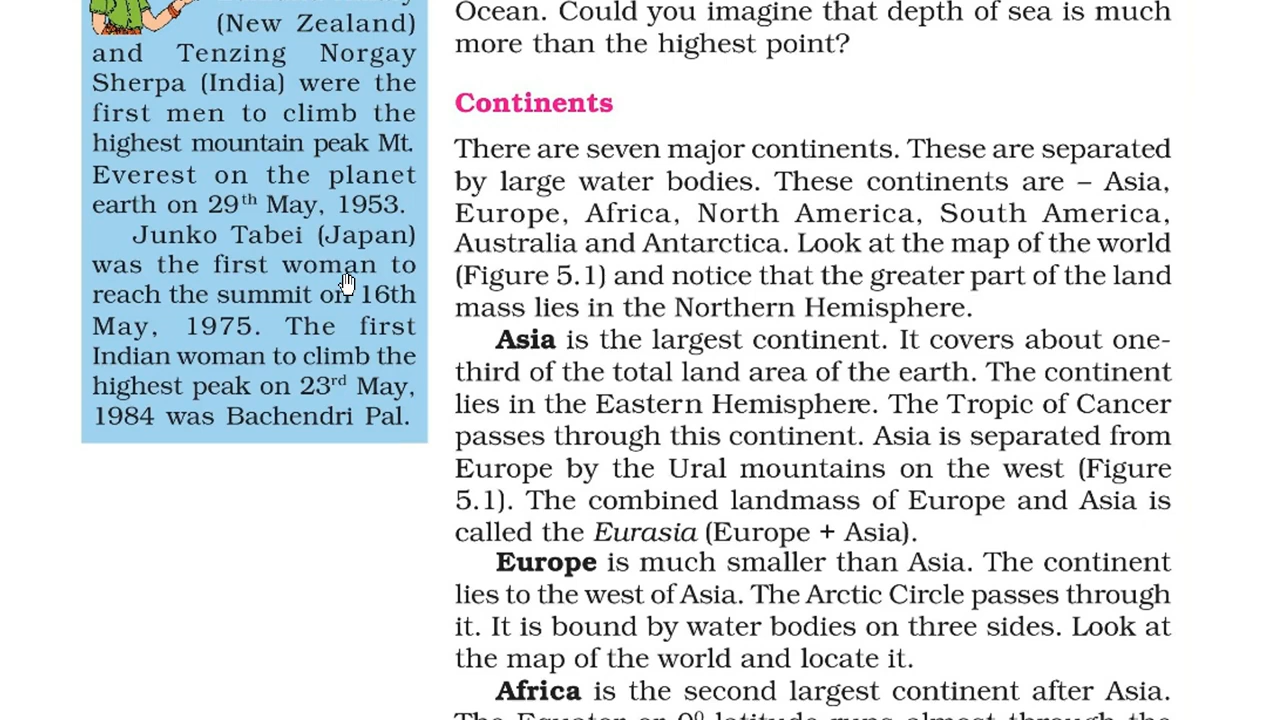 (New Zealand)
and Tenzing Norgay
Sherpa (India) were the
first men to climb the
highest mountain peak Mt.
Everest on the planet
earth on 29th May, 1953.
Junko Tabei (Japan)
was the first woman to
reach the summit on 16th
May, 1975. The first
Indian woman to climb the
highest peak on 23rd May,
1984 was Bachendri Pal.
Ocean. Could you imagine that depth of sea is much
more than the highest point?
Continents
There are seven major continents. These are separated
by large water bodies. These continents are – Asia,
Europe, Africa, North America, South America,
Australia and Antarctica. Look at the map of the world
(Figure 5.1) and notice that the greater part of the land
mass lies in the Northern Hemisphere.
Asia is the largest continent. It covers about one-
third of the total land area of the earth. The continent
lies in the Eastern Hemisphere. The Tropic of Cancer
passes through this continent. Asia is separated from
Europe by the Ural mountains on the west (Figure
5.1). The combined landmass of Europe and Asia is
called the Eurasia (Europe + Asia).
Europe is much smaller than Asia. The continent
lies to the west of Asia. The Arctic Circle passes through
it. It is bound by water bodies on three sides. Look at
the map of the world and locate it.
Africa is the second largest continent after Asia.
The Equator or 0⁰ latitude runs almost through the